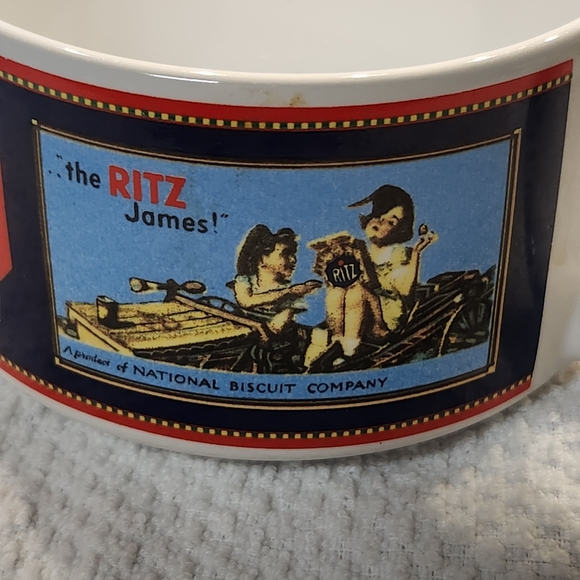 ..“the RITZ
James!”
RITZ
A product of NATIONAL BISCUIT COMPANY